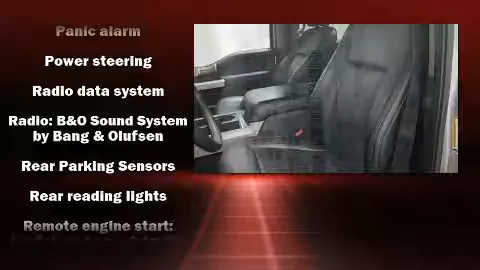 Panic alarm
Power steering
Radio data system
Radio: B&O Sound System
by Bang & Olufsen
Rear Parking Sensors
Rear reading lights
Remote engine start: